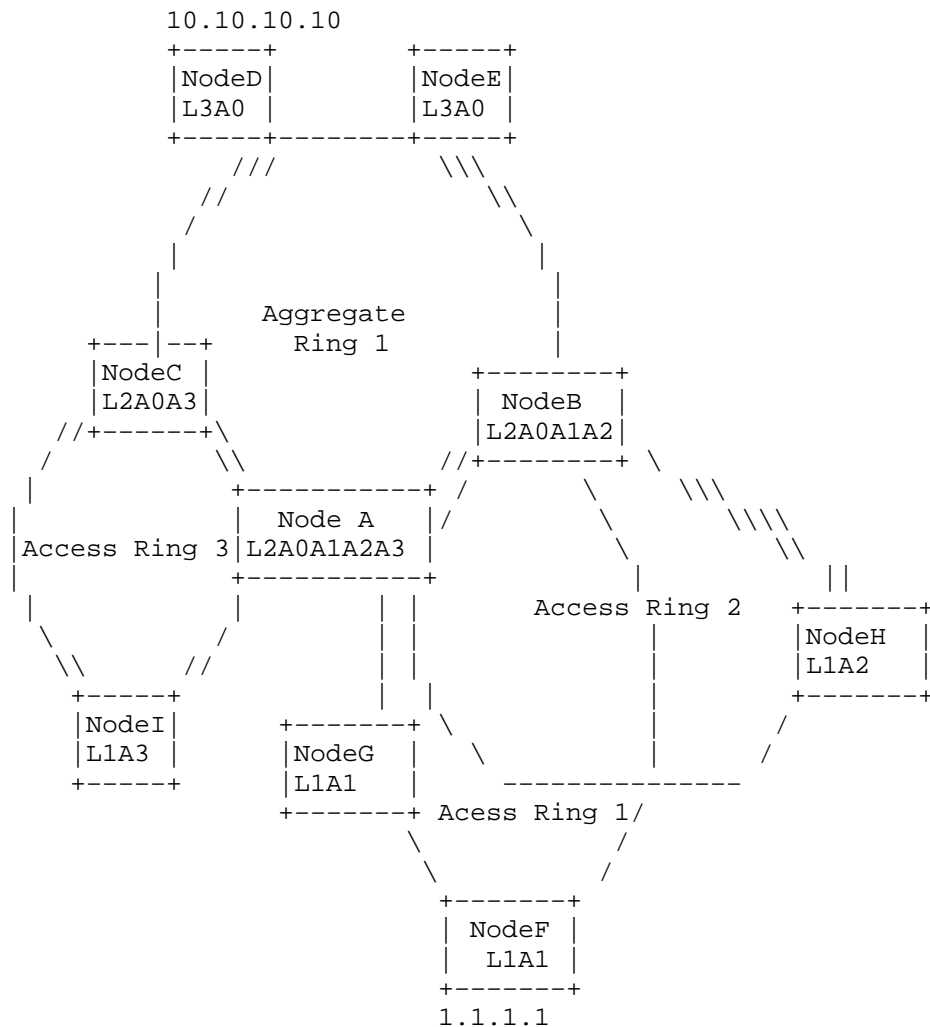 10.10.10.10
NodeD NodeE
L3A0 L3A0
Aggregate
Ring 1
NodeC
L2A0A3
NodeB
L2A0A1A2
Node A
L2A0A1A2A3
Access Ring 3
Access Ring 2
NodeH
L1A2
NodeI
L1A3
NodeG
L1A1
Acess Ring 1
NodeF
L1A1
1.1.1.1